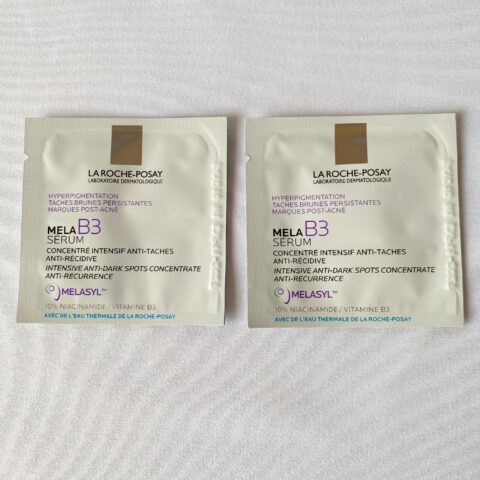 LA ROCHE-POSAY
LABORATOIRE DERMATOLOGIQUE
HYPERPIGMENTATION
TACHES BRUNES PERSISTANTES
MARQUES POST-ACNÉ
MELA B3
SERUM
CONCENTRÉ INTENSIF ANTI-TACHES
ANTI-RÉCIDIVE
INTENSIVE ANTI-DARK SPOTS CONCENTRATE
ANTI-RECURRENCE
MELASYL™
10% NIACINAMIDE / VITAMINE B3
AVEC DE L'EAU THERMALE DE LA ROCHE-POSAY
LA ROCHE-POSAY
LABORATOIRE DERMATOLOGIQUE
HYPERPIGMENTATION
TACHES BRUNES PERSISTANTES
MARQUES POST-ACNÉ
MELA B3
SERUM
CONCENTRÉ INTENSIF ANTI-TACHES
ANTI-RÉCIDIVE
INTENSIVE ANTI-DARK SPOTS CONCENTRATE
ANTI-RECURRENCE
MELASYL™
10% NIACINAMIDE / VITAMINE B3
AVEC DE L'EAU THERMALE DE LA ROCHE-POSAY